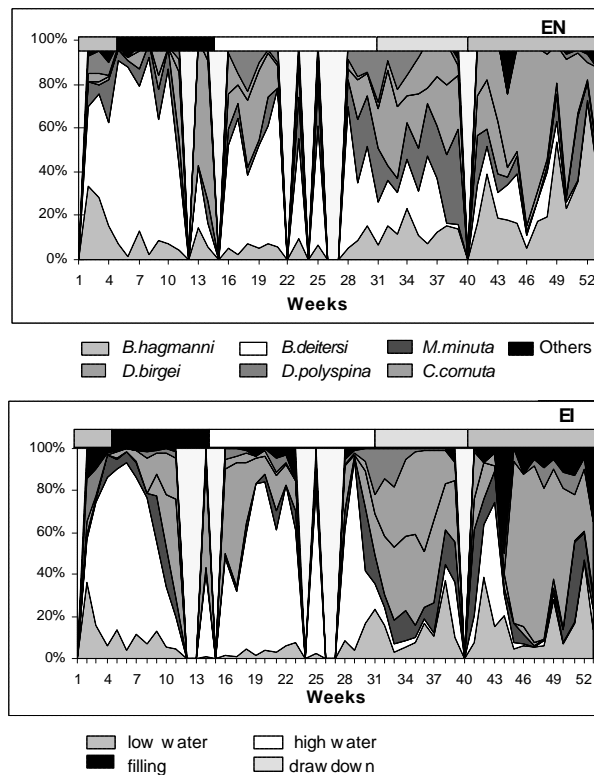 EN
100%
80%
60%
40%
20%
0%
1 4 7 10 13 16 19 22 25 28 31 34 37 40 43 46 49 52
Weeks
B.hagmanni B.deitersi M.minuta Others
D.birgei D.polyspina C.cornuta
EI
100%
80%
60%
40%
20%
0%
1 4 7 10 13 16 19 22 25 28 31 34 37 40 43 46 49 52
Weeks
low water high water
filling drawdown